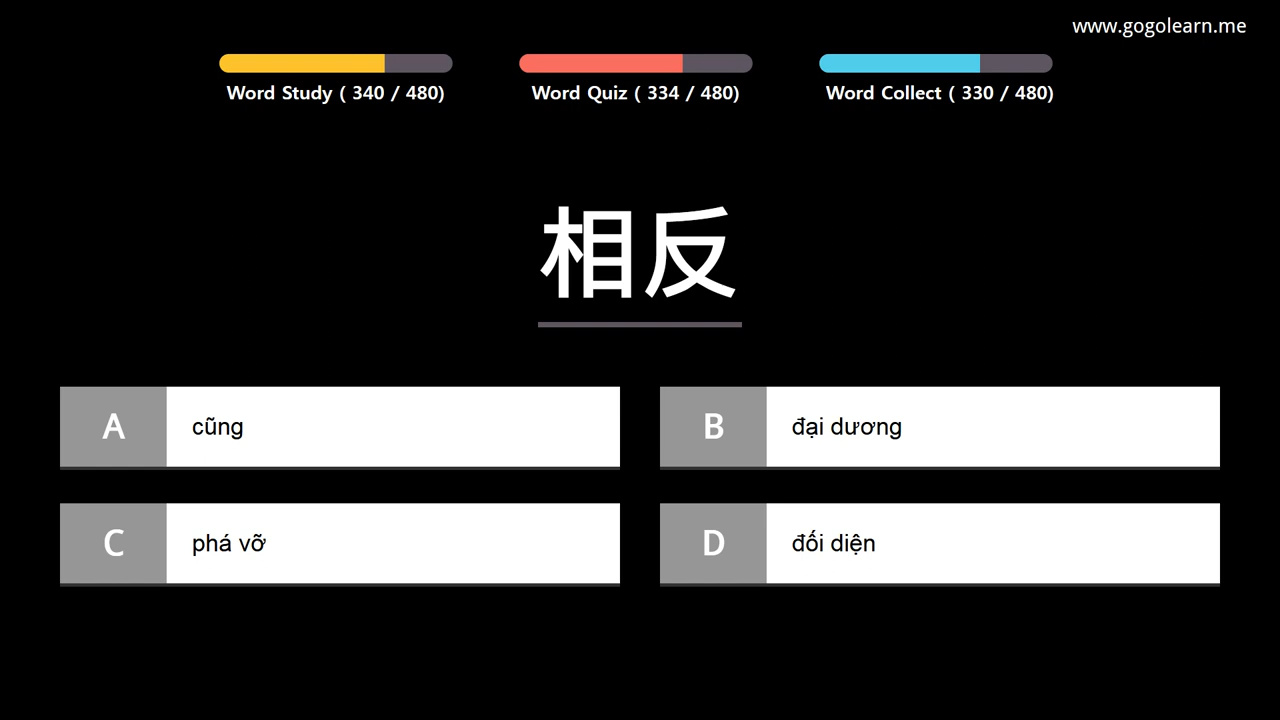 www.gogolearn.me
Word Study ( 340 / 480)
Word Quiz ( 334 / 480)
Word Collect ( 330 / 480)
相反
A cũng
B đại dương
C phá vỡ
D đối diện